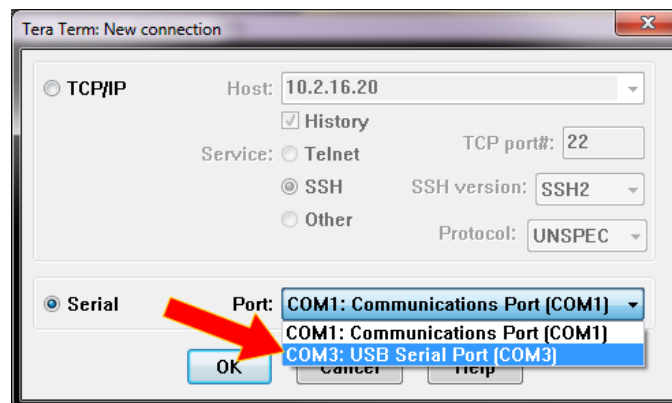 Tera Term: New connection
TCP/IP
Host: 10.2.16.20
History
Service: Telnet
TCP port#: 22
SSH
SSH version: SSH2
Other
Protocol: UNSPEC
Serial
Port: COM1: Communications Port (COM1)
COM1: Communications Port (COM1)
COM3: USB Serial Port (COM3)
OK
Cancel
Help